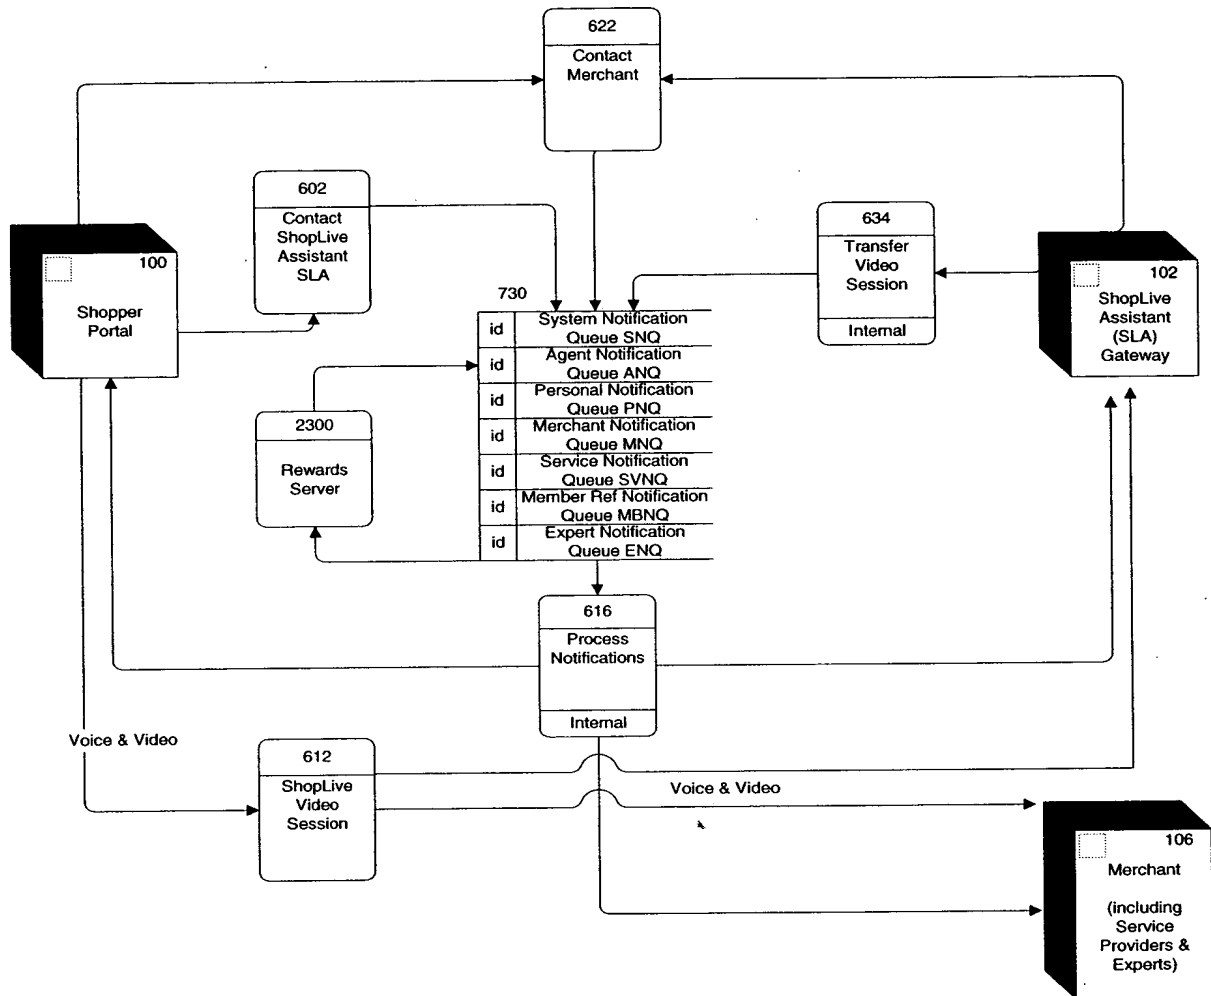 622
Contact
Merchant
602
Contact
ShopLive
Assistant
SLA
634
Transfer
Video
Session
Internal
100
Shopper
Portal
102
ShopLive
Assistant
(SLA)
Gateway
730
id
System Notification
Queue SNQ
id
Agent Notification
Queue ANQ
id
Personal Notification
Queue PNQ
id
Merchant Notification
Queue MNQ
id
Service Notification
Queue SVNQ
id
Member Ref Notification
Queue MBNQ
id
Expert Notification
Queue ENQ
2300
Rewards
Server
616
Process
Notifications
Internal
Voice & Video
612
ShopLive
Video
Session
Voice & Video
106
Merchant
(including
Service
Providers &
Experts)